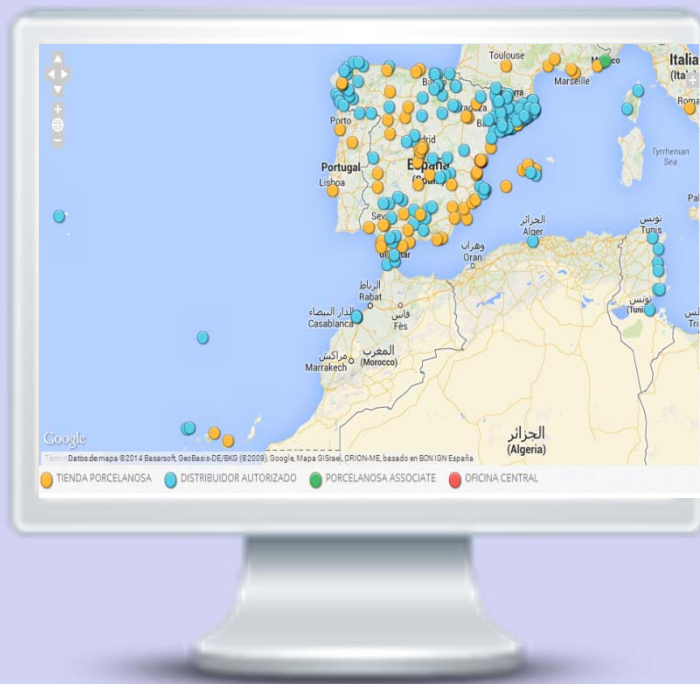 Toulouse
Marseille
Italia
Porto
Portugal
España
Lisboa
Tyrrhenian
Sea
الجزائر
Alger
تونس
Tunis
وهران
Oran
الرباط
Rabat
الدار البيضاء
Casablanca
فاس
Fès
المغرب
(Morocco)
مراكش
Marrakech
تونس
الجزائر
(Algeria)
Google
Datos de mapa ©2014 Basarsoft, GeoBasis-DE/BKG (©2009), Google, Mapa GISrael, ORION-ME, basado en BCN IGN España
TIENDA PORCELANOSA DISTRIBUIDOR AUTORIZADO PORCELANOSA ASSOCIATE OFICINA CENTRAL